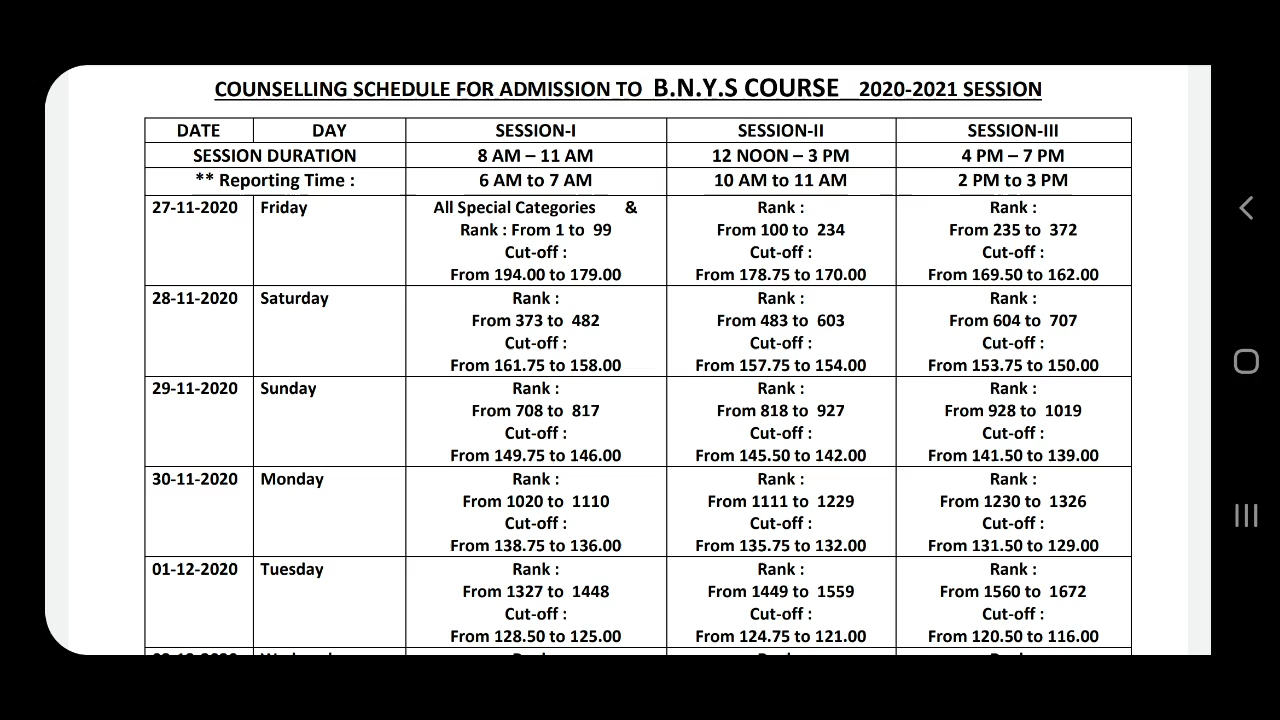 COUNSELLING SCHEDULE FOR ADMISSION TO B.N.Y.S COURSE 2020-2021 SESSION
DATE DAY SESSION-I SESSION-II SESSION-III
SESSION DURATION 8 AM – 11 AM 12 NOON – 3 PM 4 PM – 7 PM
** Reporting Time : 6 AM to 7 AM 10 AM to 11 AM 2 PM to 3 PM
27-11-2020 Friday All Special Categories & Rank : Rank :
Rank : From 1 to 99 From 100 to 234 From 235 to 372
Cut-off : Cut-off : Cut-off :
From 194.00 to 179.00 From 178.75 to 170.00 From 169.50 to 162.00
28-11-2020 Saturday Rank : Rank : Rank :
From 373 to 482 From 483 to 603 From 604 to 707
Cut-off : Cut-off : Cut-off :
From 161.75 to 158.00 From 157.75 to 154.00 From 153.75 to 150.00
29-11-2020 Sunday Rank : Rank : Rank :
From 708 to 817 From 818 to 927 From 928 to 1019
Cut-off : Cut-off : Cut-off :
From 149.75 to 146.00 From 145.50 to 142.00 From 141.50 to 139.00
30-11-2020 Monday Rank : Rank : Rank :
From 1020 to 1110 From 1111 to 1229 From 1230 to 1326
Cut-off : Cut-off : Cut-off :
From 138.75 to 136.00 From 135.75 to 132.00 From 131.50 to 129.00
01-12-2020 Tuesday Rank : Rank : Rank :
From 1327 to 1448 From 1449 to 1559 From 1560 to 1672
Cut-off : Cut-off : Cut-off :
From 128.50 to 125.00 From 124.75 to 121.00 From 120.50 to 116.00